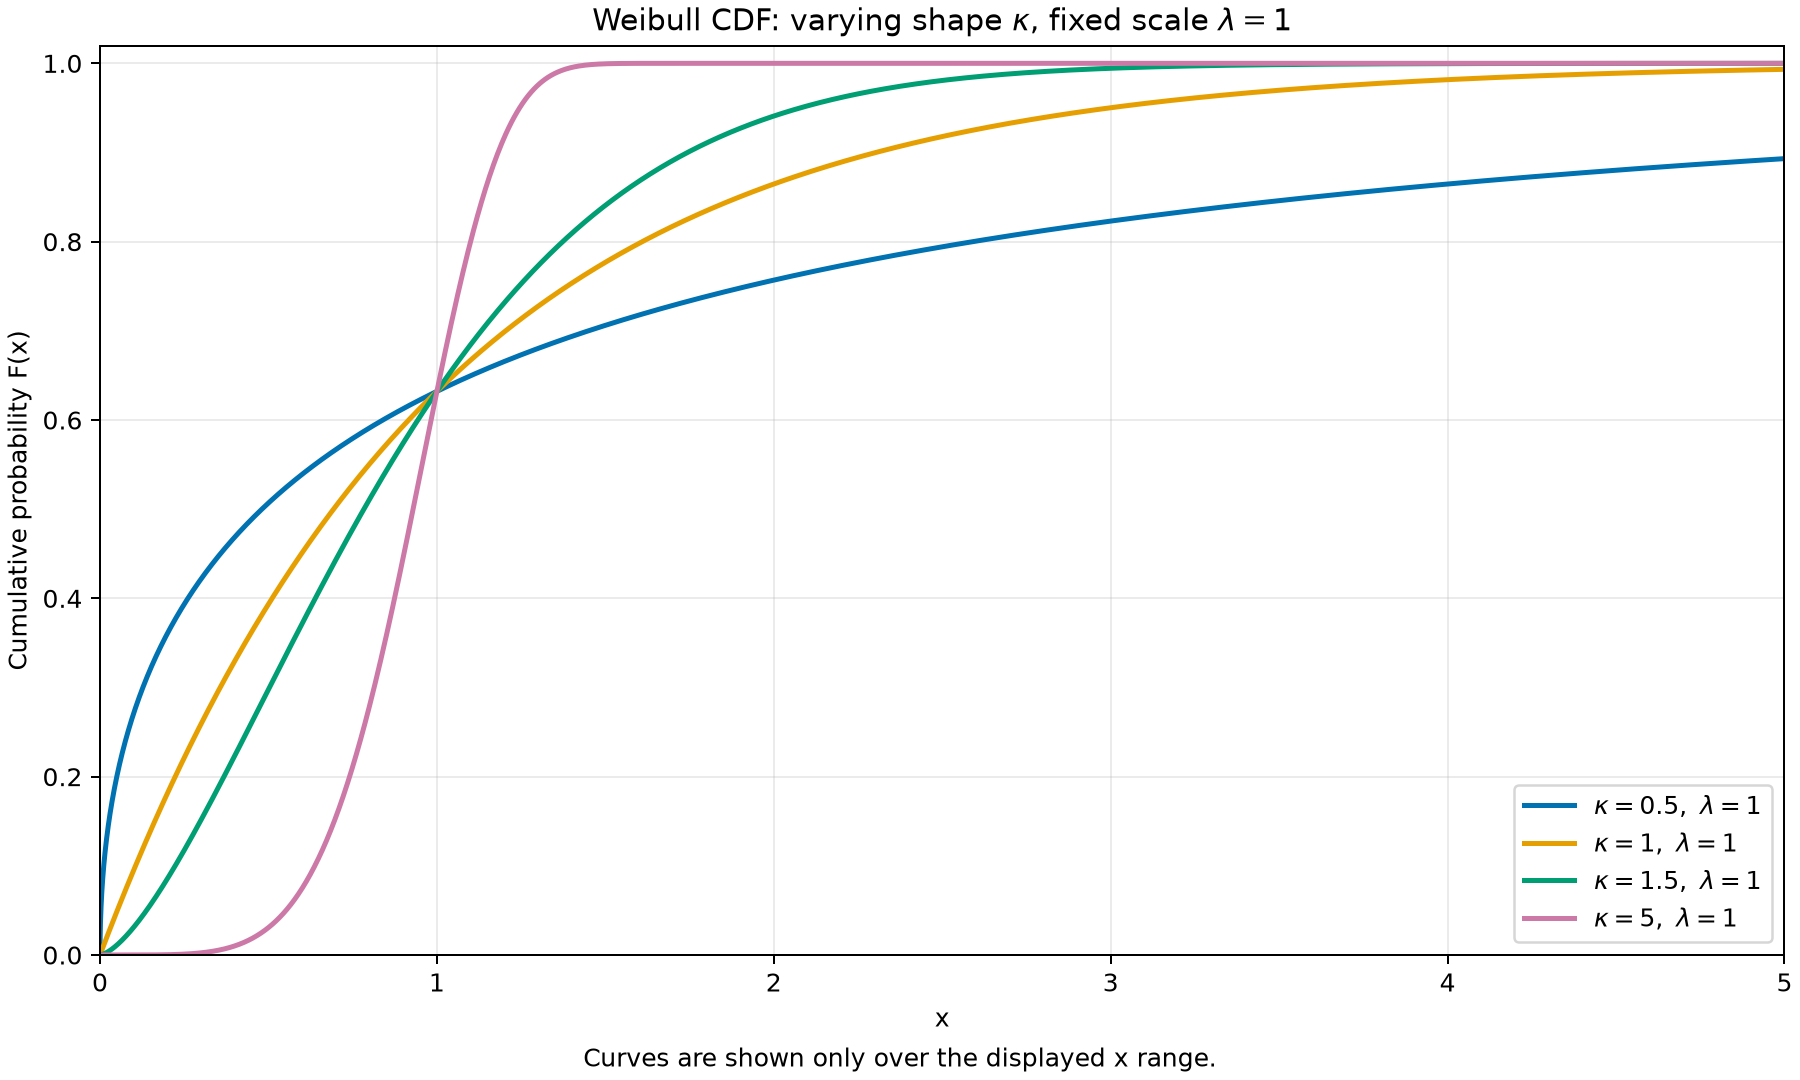 Weibull CDF: varying shape κ, fixed scale λ = 1
Cumulative probability F(x)
1.0
0.8
0.6
0.4
0.2
0.0
0 1 2 3 4 5
x
κ = 0.5, λ = 1
κ = 1, λ = 1
κ = 1.5, λ = 1
κ = 5, λ = 1
Curves are shown only over the displayed x range.